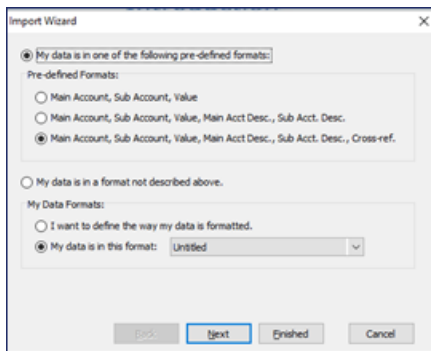 Import Wizard
My data is in one of the following pre-defined formats:
Pre-defined Formats:
Main Account, Sub Account, Value
Main Account, Sub Account, Value, Main Acct Desc., Sub Acct. Desc.
Main Account, Sub Account, Value, Main Acct Desc., Sub Acct. Desc., Cross-ref.
My data is in a format not described above.
My Data Formats:
I want to define the way my data is formatted.
My data is in this format: Untitled
Back Next Finished Cancel